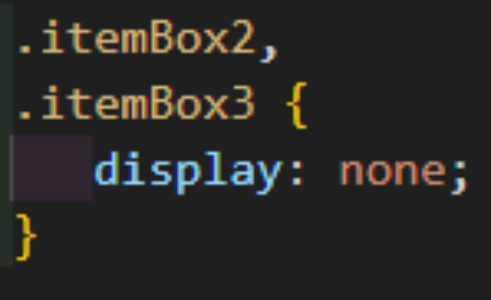 .itemBox2,
.itemBox3 {
    display: none;
}